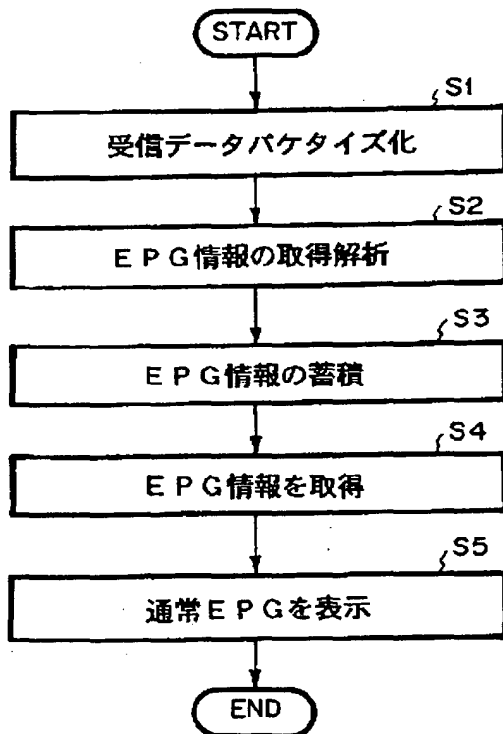 START
S1
受信データパケタイズ化
S2
EPG情報の取得解析
S3
EPG情報の蓄積
S4
EPG情報を取得
S5
通常EPGを表示
END